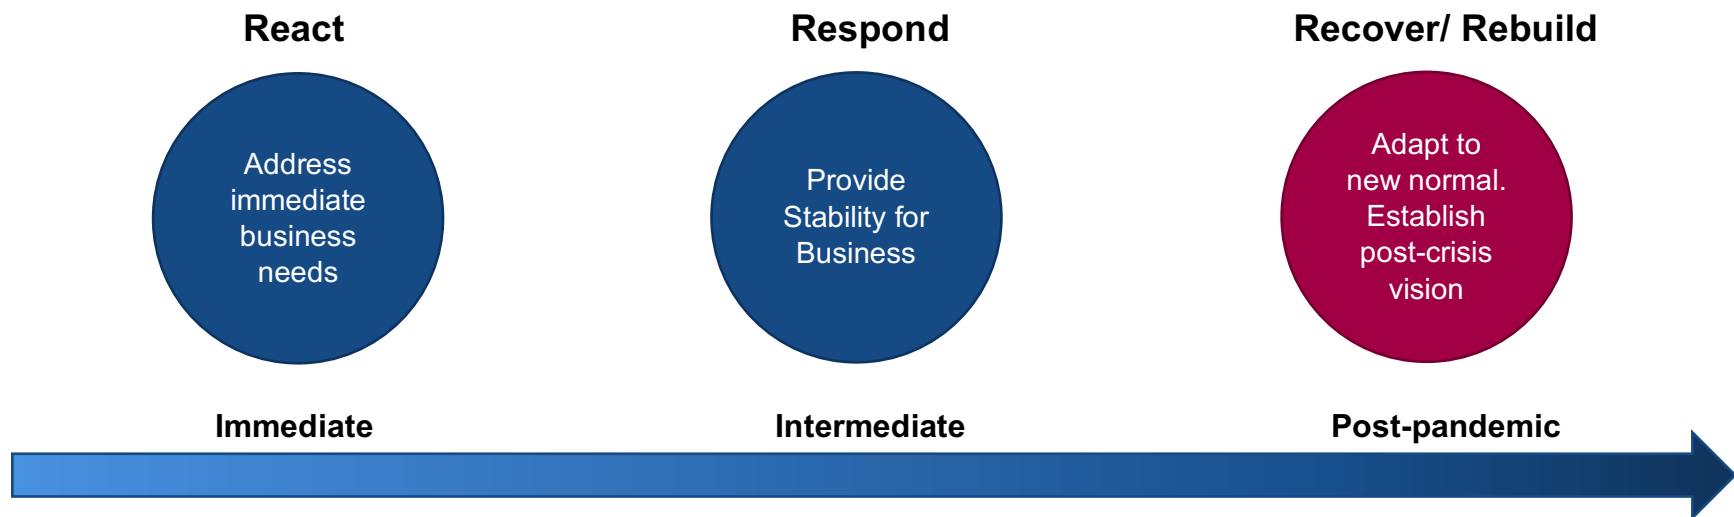 React
Respond
Recover/ Rebuild
Address
immediate
business
needs
Provide
Stability for
Business
Adapt to
new normal.
Establish
post-crisis
vision
Immediate
Intermediate
Post-pandemic